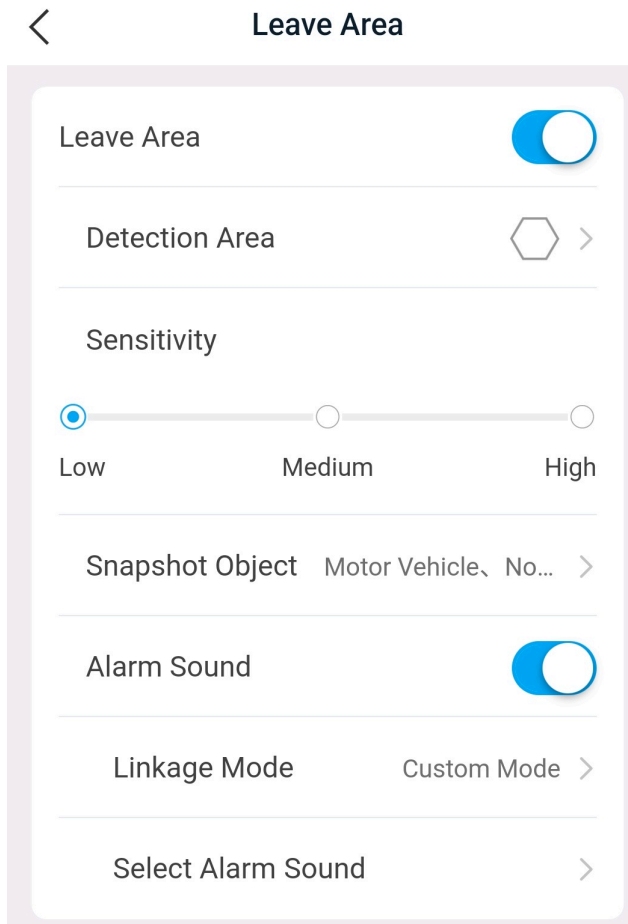 Leave Area
Leave Area
Detection Area
Sensitivity
Low Medium High
Snapshot Object Motor Vehicle、No...
Alarm Sound
Linkage Mode Custom Mode
Select Alarm Sound